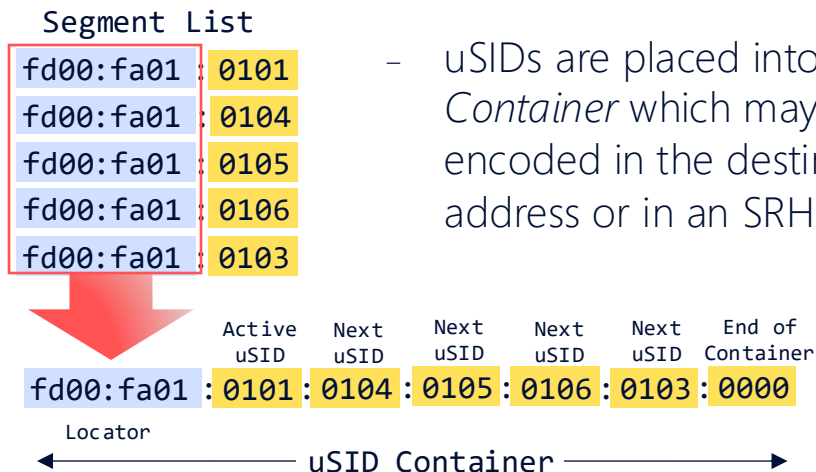 Segment List
fd00:fa01:0101
fd00:fa01:0104
fd00:fa01:0105
fd00:fa01:0106
fd00:fa01:0103
– uSIDs are placed into
Container which may
encoded in the
address or in an SRH
Active uSID Next uSID Next uSID Next uSID Next uSID End of Container
fd00:fa01:0101:0104:0105:0106:0103:0000
Locator
uSID Container